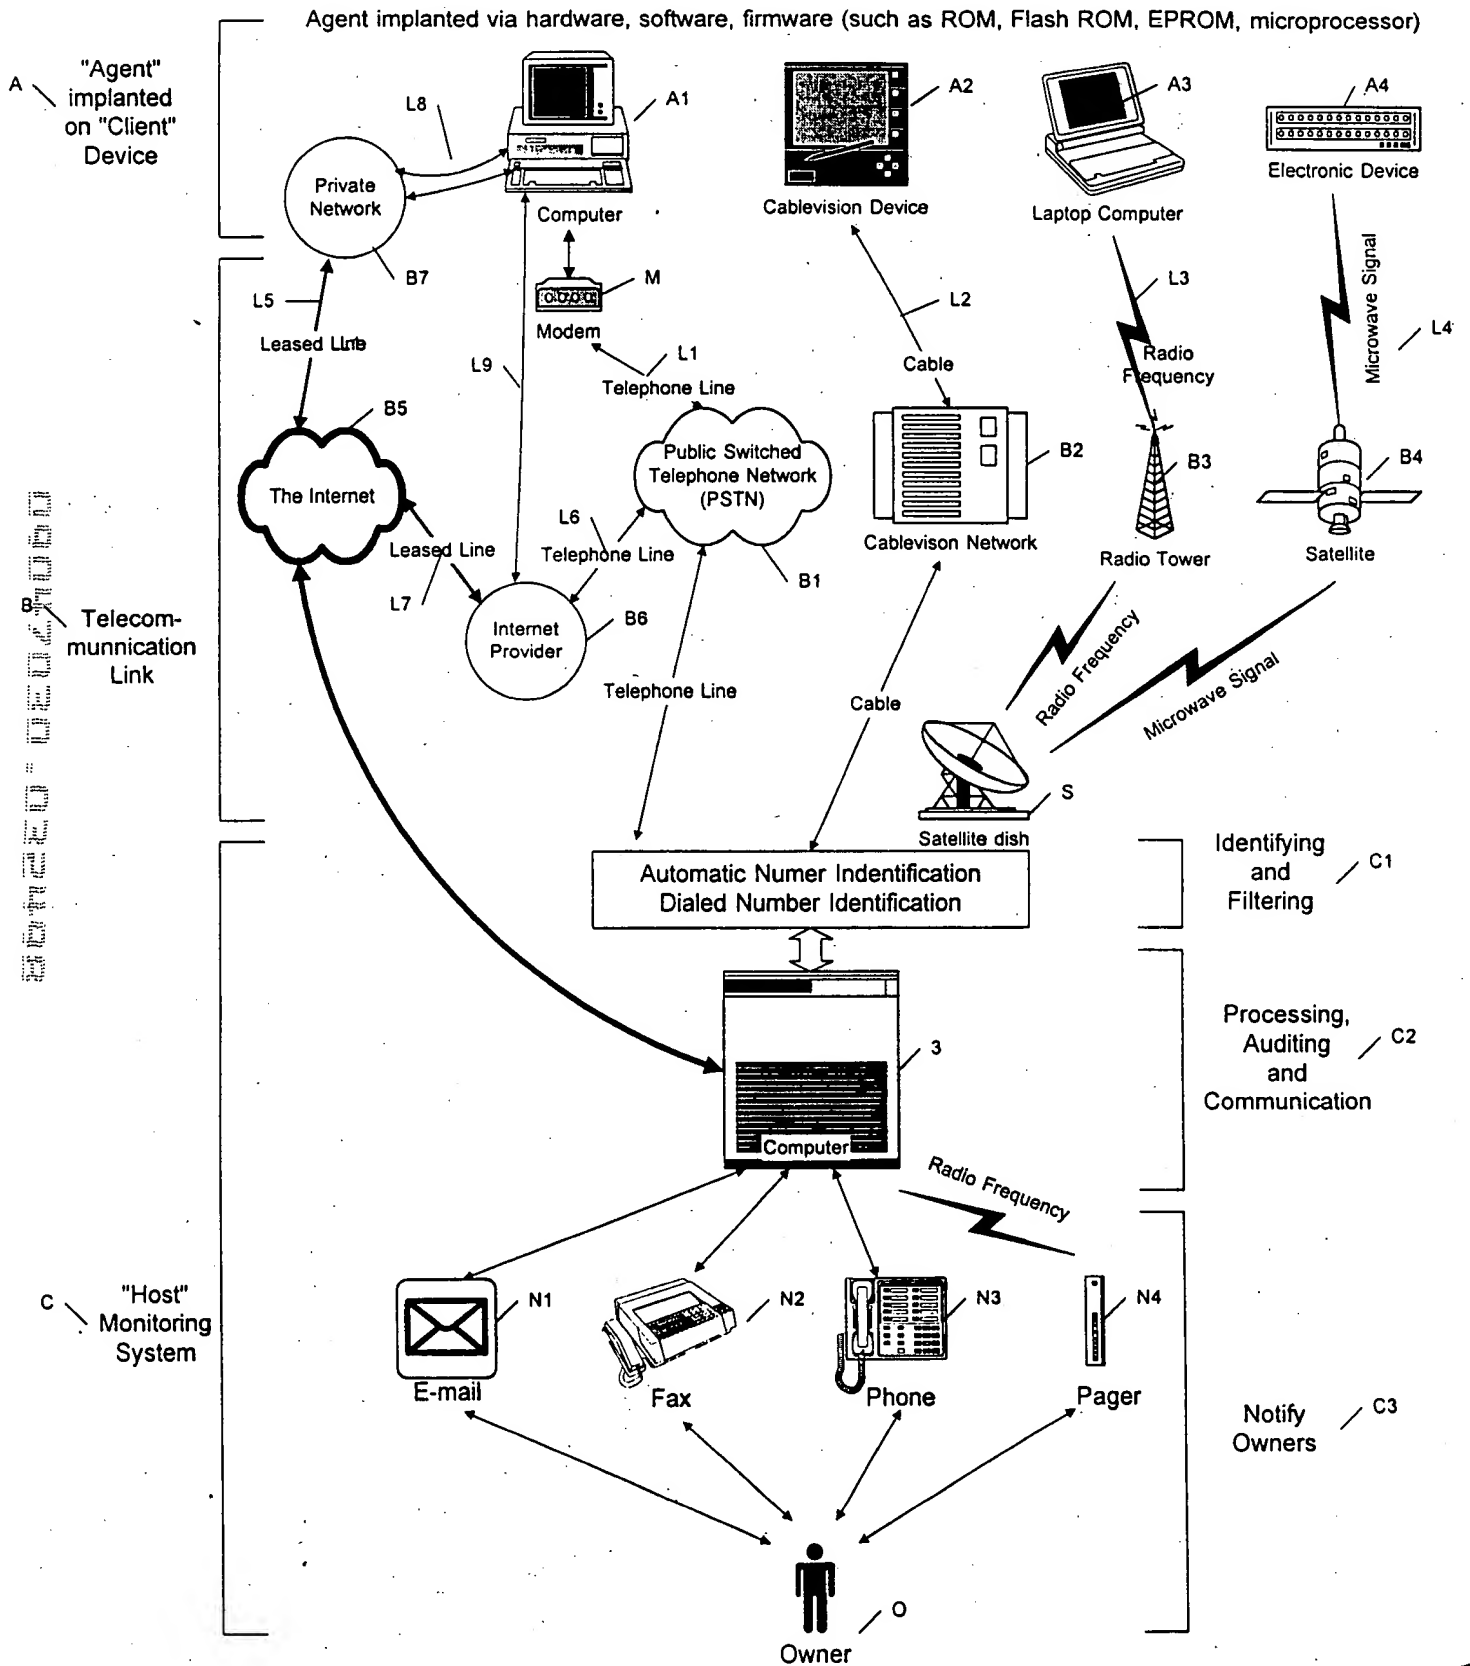 Agent implanted via hardware, software, firmware (such as ROM, Flash ROM, EPROM, microprocessor)
A
"Agent"
implanted
on "Client"
Device
L8
A1
A2
A3
A4
Private
Network
Computer
Cablevision Device
Laptop Computer
Electronic Device
B7
M
Modem
L5
Leased Line
L9
L1
Telephone Line
L2
Cable
L3
Radio
Frequency
Microwave Signal
L4
B5
The Internet
Public Switched
Telephone Network
(PSTN)
B2
Cablevison Network
B3
Radio Tower
B4
Satellite
L6
Leased Line
Telephone Line
B1
L7
B
Telecom-
munnication
Link
Internet
Provider
B6
Telephone Line
Cable
Radio Frequency
Microwave Signal
S
Satellite dish
Automatic Numer Indentification
Dialed Number Identification
Identifying
and
Filtering
C1
3
Computer
Processing,
Auditing
and
Communication
C2
Radio Frequency
C
"Host"
Monitoring
System
N1
N2
N3
N4
E-mail
Fax
Phone
Pager
Notify
Owners
C3
O
Owner